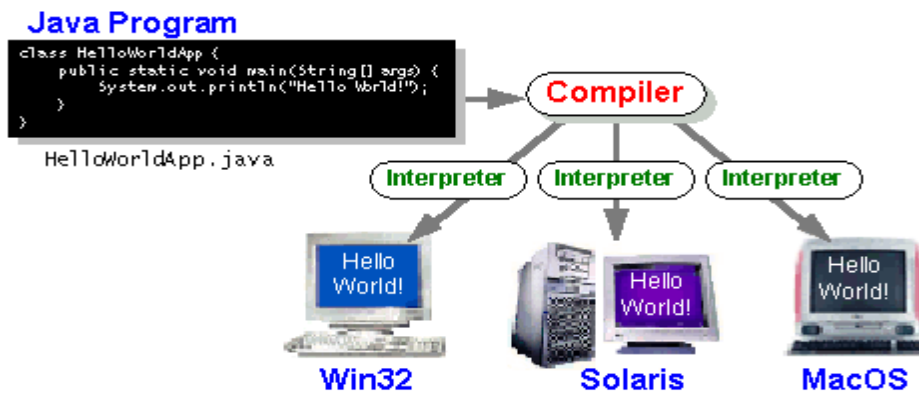 Java Program
class HelloWorldApp {
public static void main(String[] args) {
System.out.println("Hello World!");
}
}
HelloWorldApp.java
Compiler
Interpreter
Interpreter
Interpreter
Hello
World!
Hello
World!
Hello
World!
Win32
Solaris
MacOS